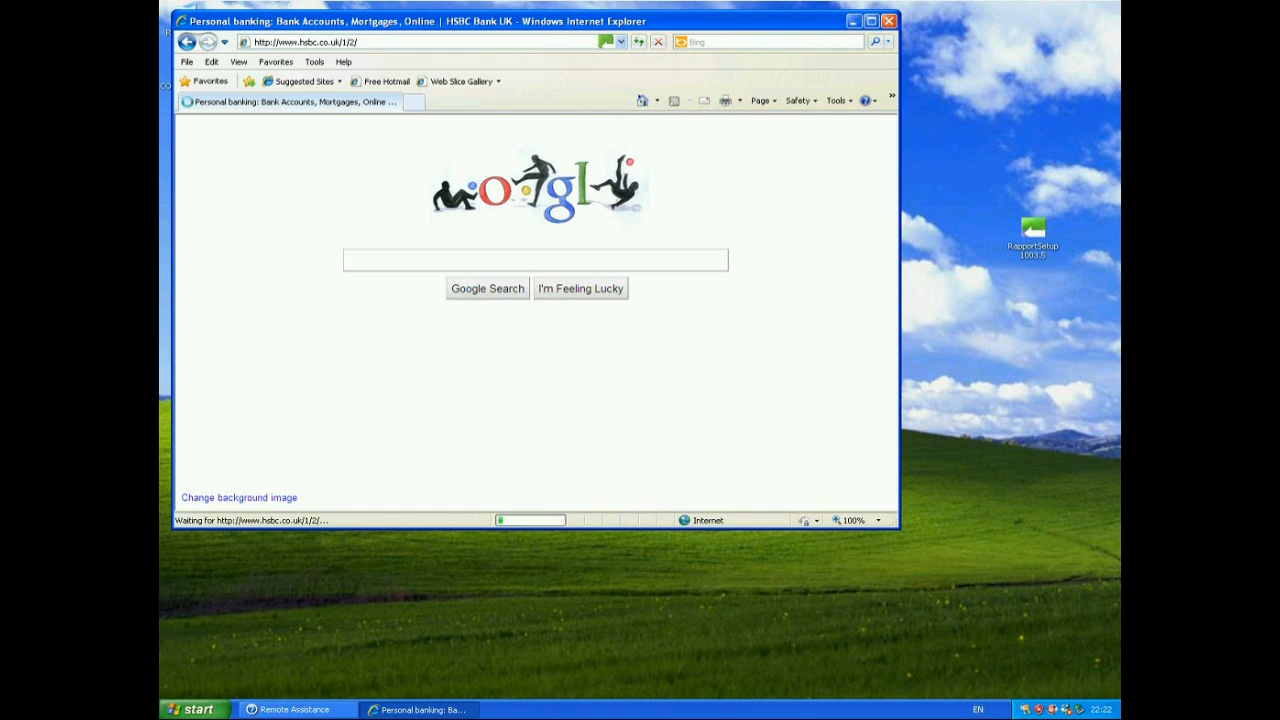 Personal banking: Bank Accounts, Mortgages, Online | HSBC Bank UK - Windows Internet Explorer
http://www.hsbc.co.uk/1/2/
Bing
File Edit View Favorites Tools Help
Favorites Suggested Sites Free Hotmail Web Slice Gallery
Personal banking: Bank Accounts, Mortgages, Online ...
Page Safety Tools
oogl
Google Search I'm Feeling Lucky
RapportSetup
1003.5
Change background image
Waiting for http://www.hsbc.co.uk/1/2/... Internet 100%
start Remote Assistance Personal banking: Ba... EN 22:22